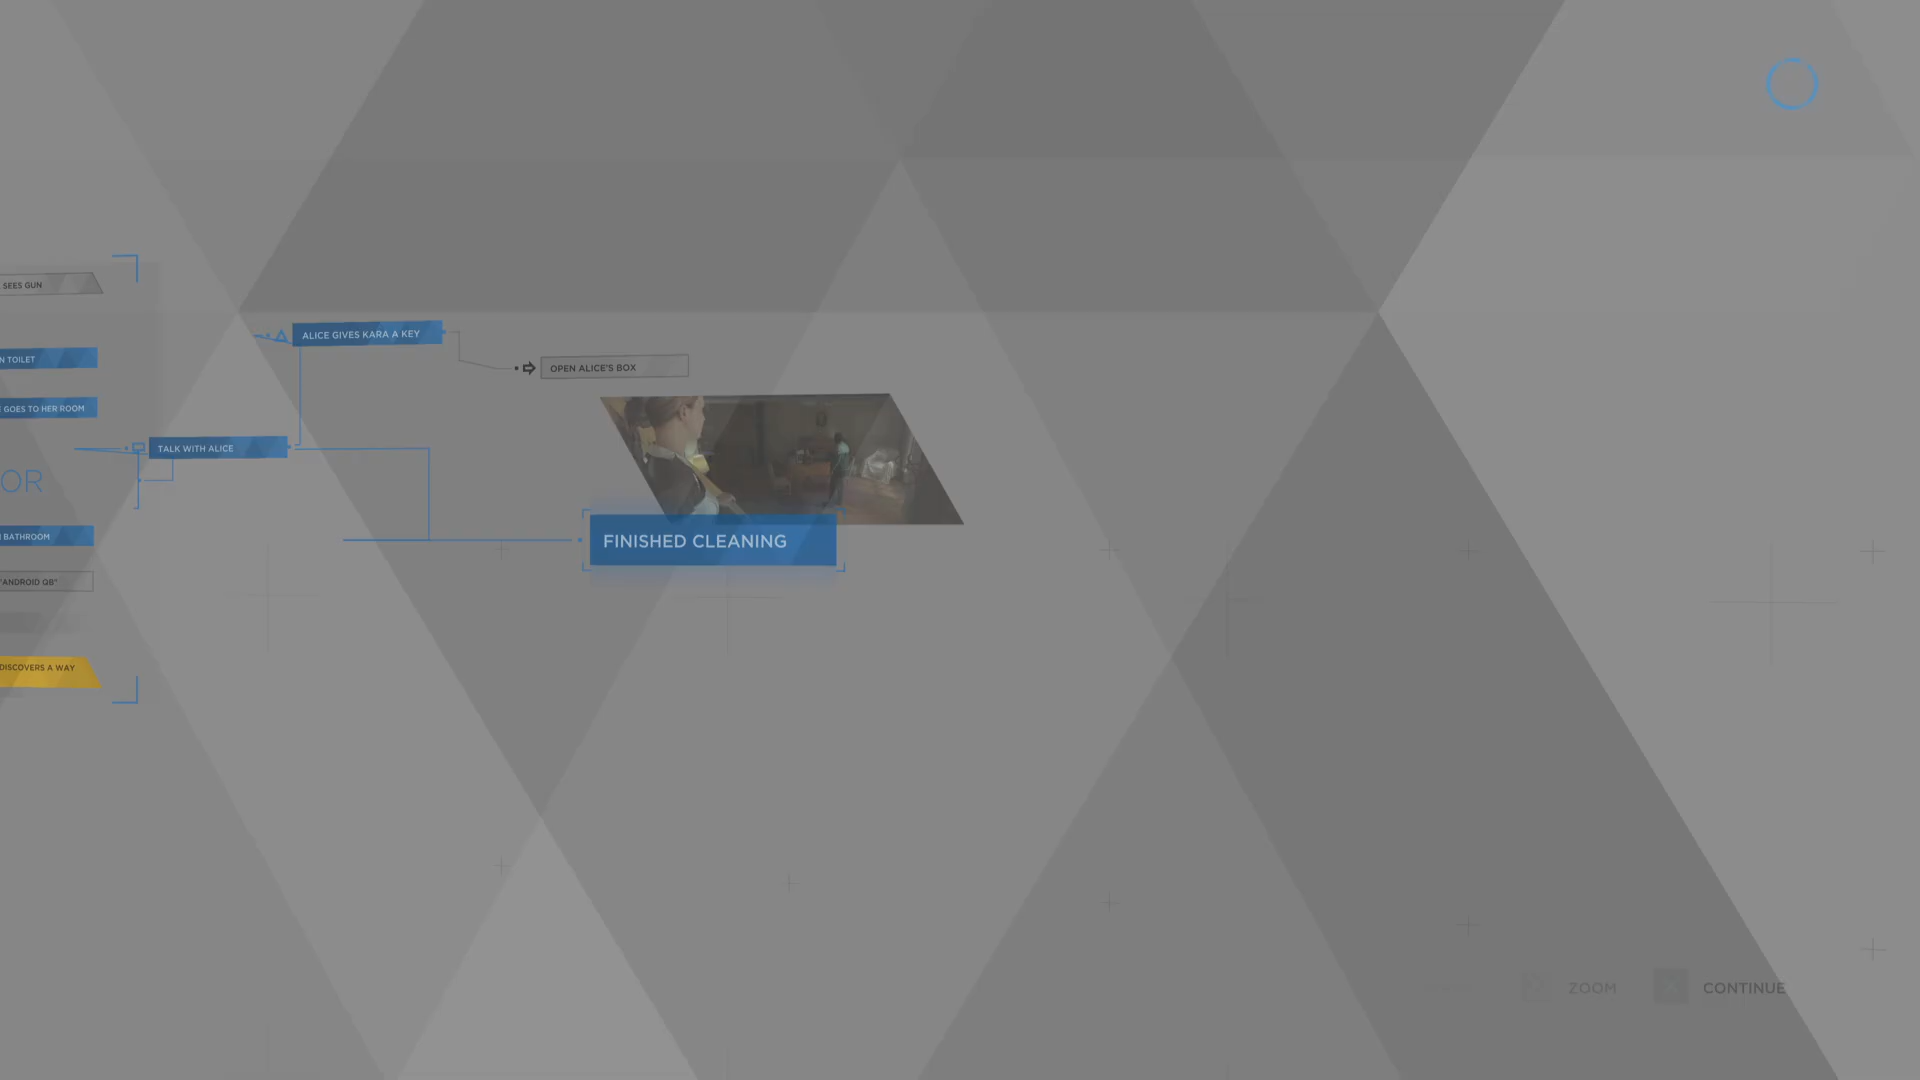 SEES GUN
ALICE GIVES KARA A KEY
N TOILET
OPEN ALICE'S BOX
GOES TO HER ROOM
TALK WITH ALICE
OR
BATHROOM
FINISHED CLEANING
"ANDROID QB"
DISCOVERS A WAY
ZOOM
CONTINUE